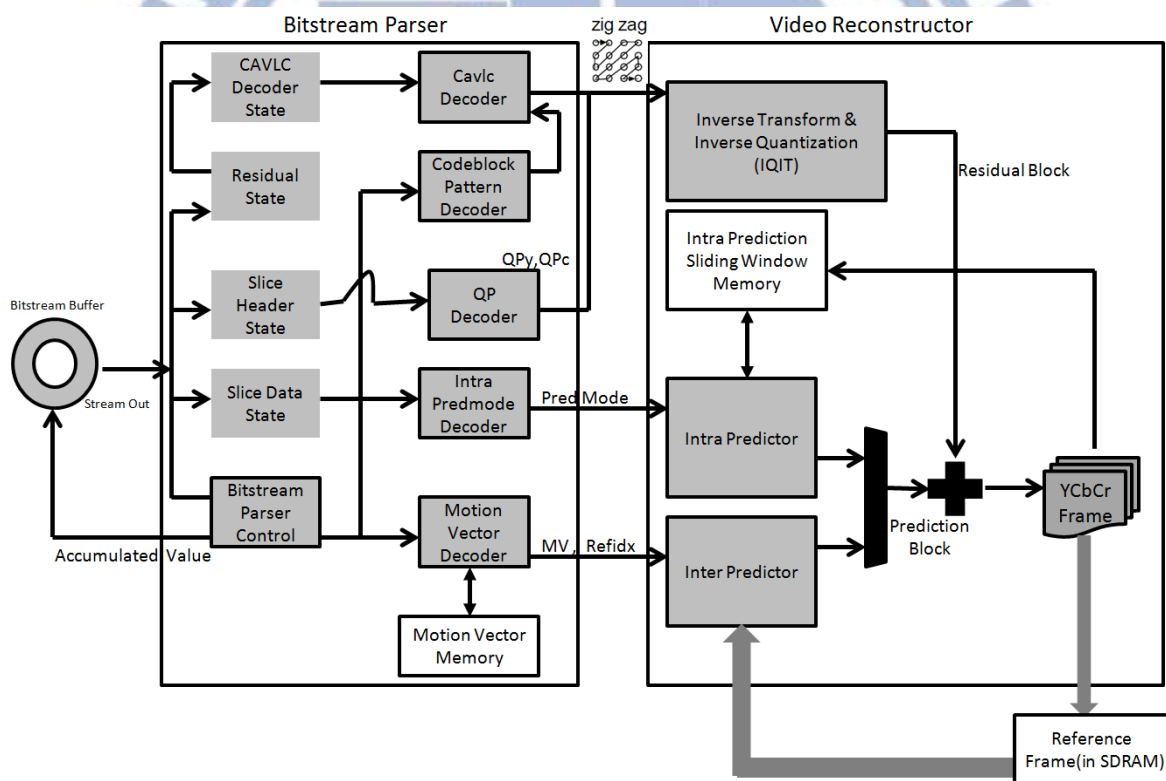 Bitstream Parser
zig zag
Video Reconstructor
CAVLC
Decoder
State
Cavlc
Decoder
Inverse Transform &
Inverse Quantization
(IQIT)
Residual
State
Codeblock
Pattern
Decoder
Residual Block
Intra Prediction
Sliding Window
Memory
Slice
Header
State
QPy,QPc
QP
Decoder
Bitstream Buffer
Stream Out
Slice Data
State
Intra
Predmode
Decoder
Pred Mode
Intra Predictor
YCbCr
Frame
Bitstream
Parser
Control
Accumulated Value
Motion
Vector
Decoder
MV , Refidx
Inter Predictor
Prediction
Block
Motion Vector
Memory
Reference
Frame(in SDRAM)